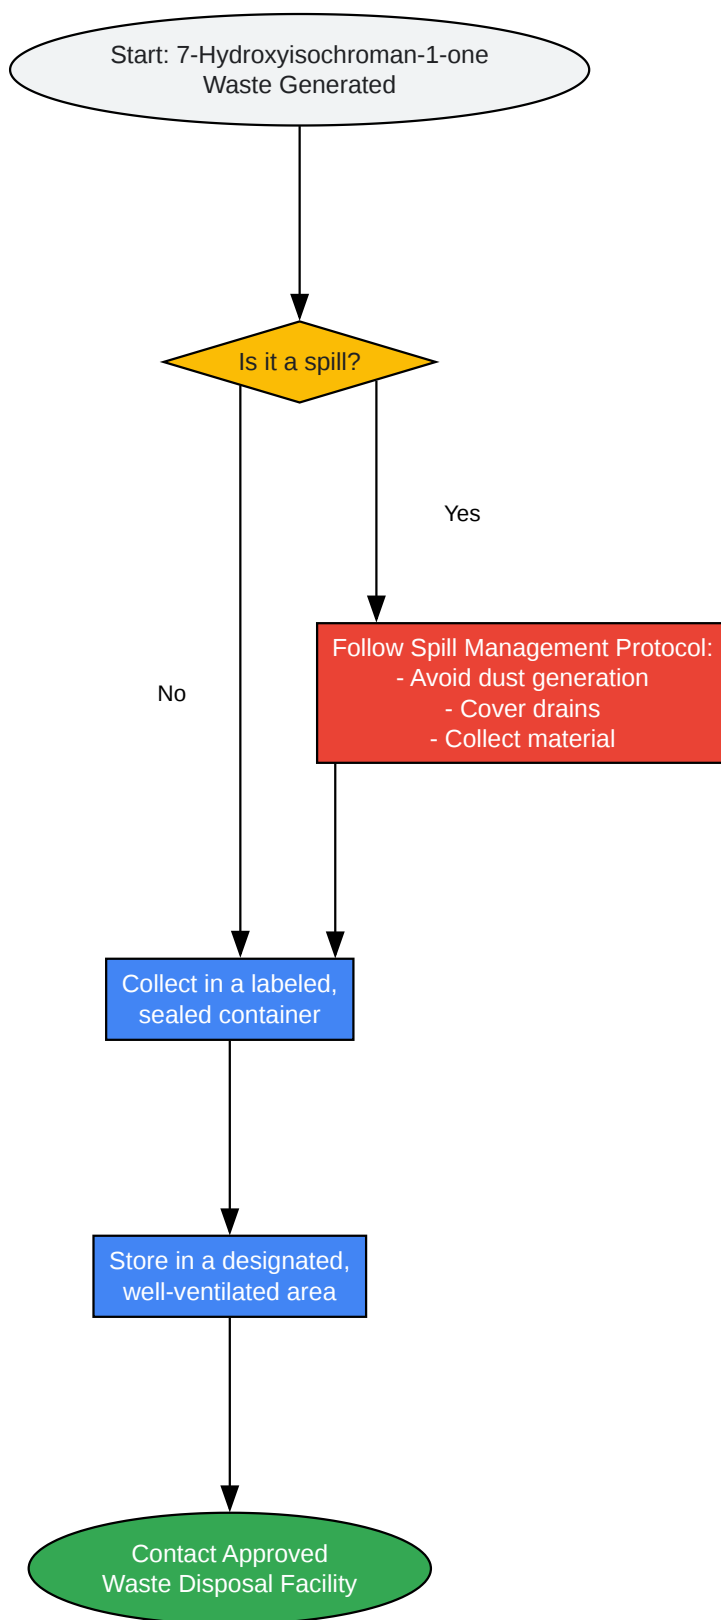 Start: 7-Hydroxyisochroman-1-one
Waste Generated
Is it a spill?
Yes
Follow Spill Management Protocol:
- Avoid dust generation
- Cover drains
- Collect material
No
Collect in a labeled,
sealed container
Store in a designated,
well-ventilated area
Contact Approved
Waste Disposal Facility